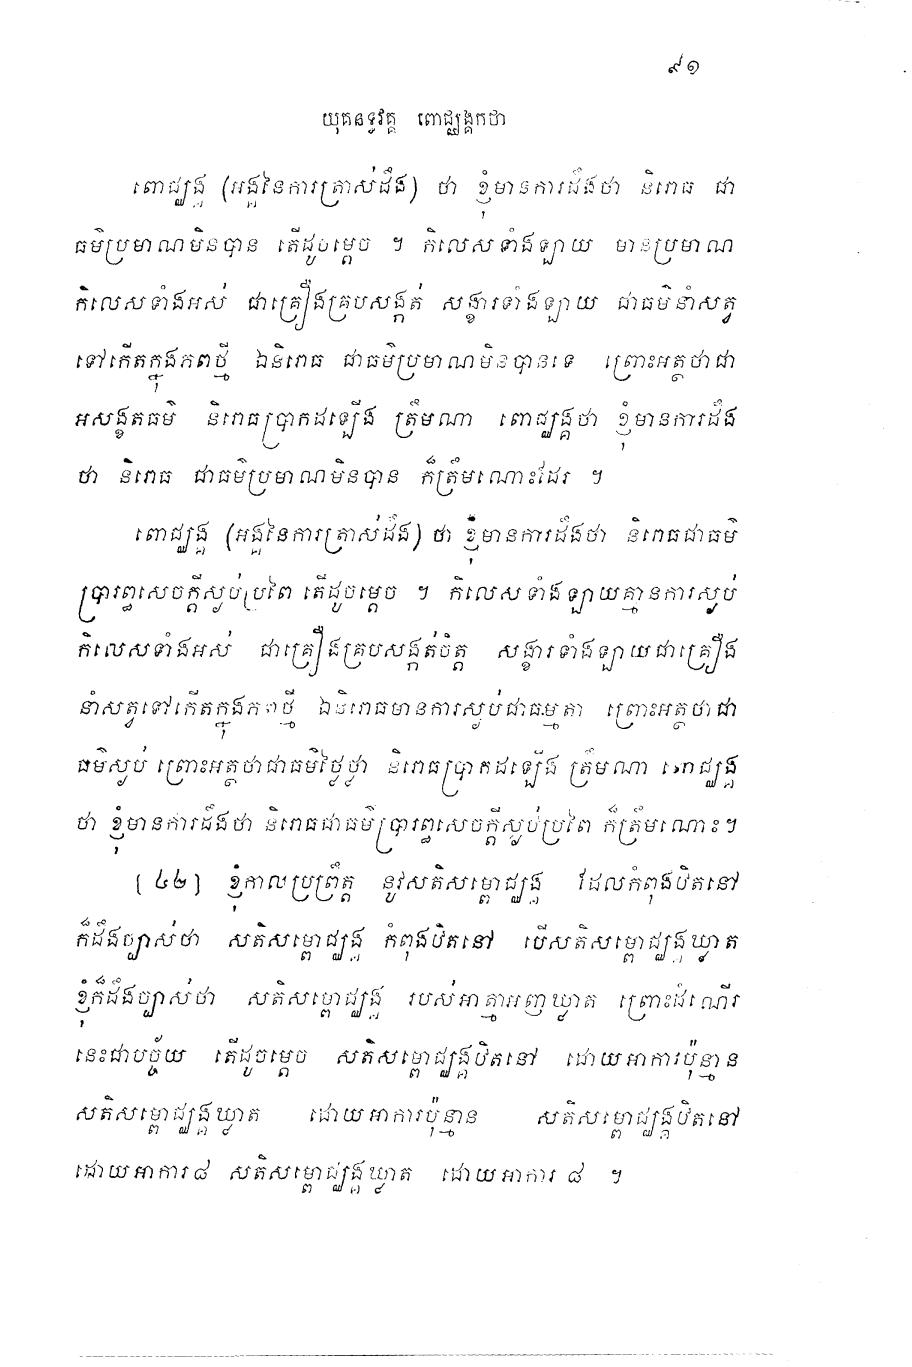 ៩១
យុគនទ្ធវគ្គ ពោជ្ឈង្គកថា
ពោជ្ឈង្គ (អង្គនៃការត្រាស់ដឹង) ថា ខ្ញុំមានការដឹងថា និរោធ ជា
ធម៌ប្រមាណមិនបាន តើដូចម្តេច ។ កិលេសទាំងឡាយ មានប្រមាណ
កិលេសទាំងអស់ ជាគ្រឿងគ្របសង្កត់ សង្ខារទាំងឡាយ ជាធម៌នាំសត្វ
ទៅកើតក្នុងភពថ្មី ឯនិរោធ ជាធម៌ប្រមាណមិនបានទេ ព្រោះអត្ថថាជា
អសង្ខតធម៌ និរោធប្រាកដឡើង ត្រឹមណា ពោជ្ឈង្គថា ខ្ញុំមានការដឹង
ថា និរោធ ជាធម៌ប្រមាណមិនបាន ក៏ត្រឹមណោះដែរ ។
ពោជ្ឈង្គ (អង្គនៃការត្រាស់ដឹង) ថា ខ្ញុំមានការដឹងថា និរោធជាធម៌
ប្រារព្ធសេចក្តីស្ងប់ប្រពៃ តើដូចម្តេច ។ កិលេសទាំងឡាយគ្មានការស្ងប់
កិលេសទាំងអស់ ជាគ្រឿងគ្របសង្កត់ចិត្ត សង្ខារទាំងឡាយជាគ្រឿង
នាំសត្វទៅកើតក្នុងភពថ្មី ឯនិរោធមានការស្ងប់ជាធម្មតា ព្រោះអត្ថថាជា
ធម៌ស្ងប់ ព្រោះអត្ថថាជាធម៌ថ្លៃថ្លា និរោធប្រាកដឡើង ត្រឹមណា ពោជ្ឈង្គ
ថា ខ្ញុំមានការដឹងថា និរោធជាធម៌ប្រារព្ធសេចក្តីស្ងប់ប្រពៃ ក៏ត្រឹមណោះ។
[ ៤២ ] ខ្ញុំកាលប្រព្រឹត្ត នូវសតិសម្ពោជ្ឈង្គ ដែលកំពុងឋិតនៅ
ក៏ដឹងច្បាស់ថា សតិសម្ពោជ្ឈង្គ កំពុងឋិតនៅ បើសតិសម្ពោជ្ឈង្គឃ្លាត
ខ្ញុំក៏ដឹងច្បាស់ថា សតិសម្ពោជ្ឈង្គ របស់អាត្មាអញឃ្លាត ព្រោះដំណើរ
នេះជាបច្ច័យ តើដូចម្តេច សតិសម្ពោជ្ឈង្គឋិតនៅ ដោយអាការប៉ុន្មាន
សតិសម្ពោជ្ឈង្គឃ្លាត ដោយអាការប៉ុន្មាន សតិសម្ពោជ្ឈង្គឋិតនៅ
ដោយអាការ៨ សតិសម្ពោជ្ឈង្គឃ្លាត ដោយអាការ ៨ ។